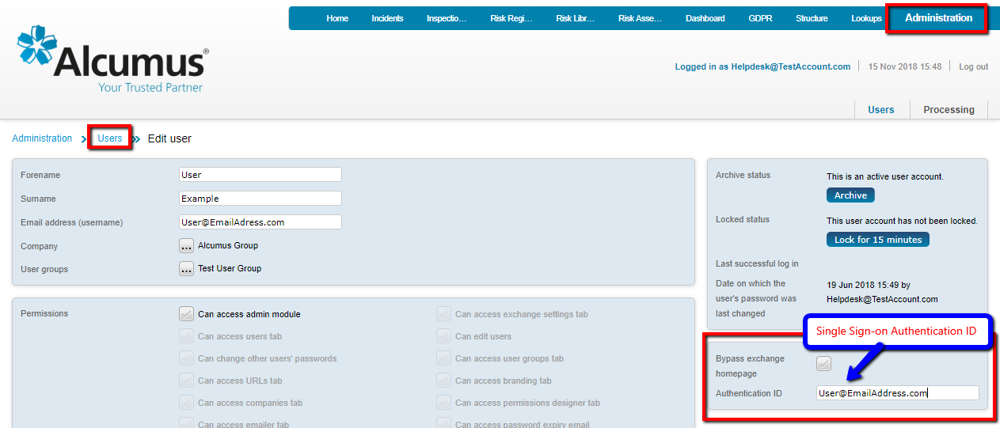 Home Incidents Inspectio... Risk Regi... Risk Libr... Risk Asse... Dashboard GDPR Structure Lookups Administration
Alcumus®
Your Trusted Partner
Logged in as Helpdesk@TestAccount.com 15 Nov 2018 15:48 Log out
Users Processing
Administration Users Edit user
Forename User
Surname Example
Email address (username) User@EmailAdress.com
Company ... Alcumus Group
User groups ... Test User Group
Permissions
Can access admin module
Can access users tab
Can change other users' passwords
Can access URLs tab
Can access companies tab
Can access emailer tab
Can access exchange settings tab
Can edit users
Can access user groups tab
Can access branding tab
Can access permissions designer tab
Can access password expiry email
Archive status This is an active user account.
Archive
Locked status This user account has not been locked.
Lock for 15 minutes
Last successful log in
Date on which the
user's password was
last changed
19 Jun 2018 15:49 by
Helpdesk@TestAccount.com
Single Sign-on Authentication ID
Bypass exchange
homepage
Authentication ID User@EmailAddress.com